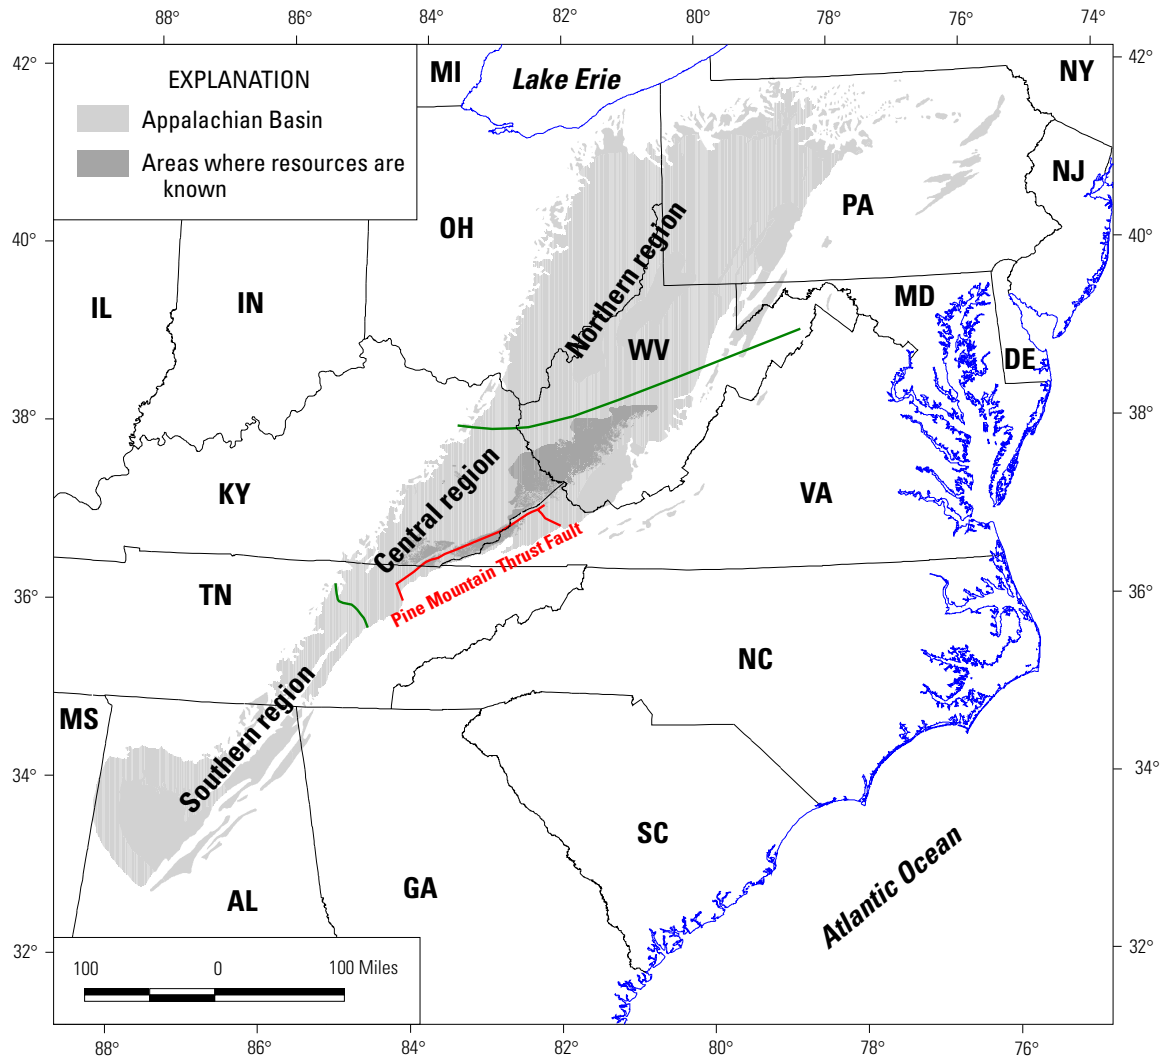 88°
86°
84°
82°
80°
78°
76°
74°
42°
42°
EXPLANATION
Appalachian Basin
Areas where resources are
known
MI
Lake Erie
NY
NJ
PA
OH
40°
40°
Northern region
IL
IN
MD
WV
DE
38°
38°
Central region
KY
VA
Pine Mountain Thrust Fault
36°
36°
TN
NC
Southern region
MS
34°
34°
SC
Atlantic Ocean
GA
AL
32°
32°
100
0
100 Miles
88°
86°
84°
82°
80°
78°
76°